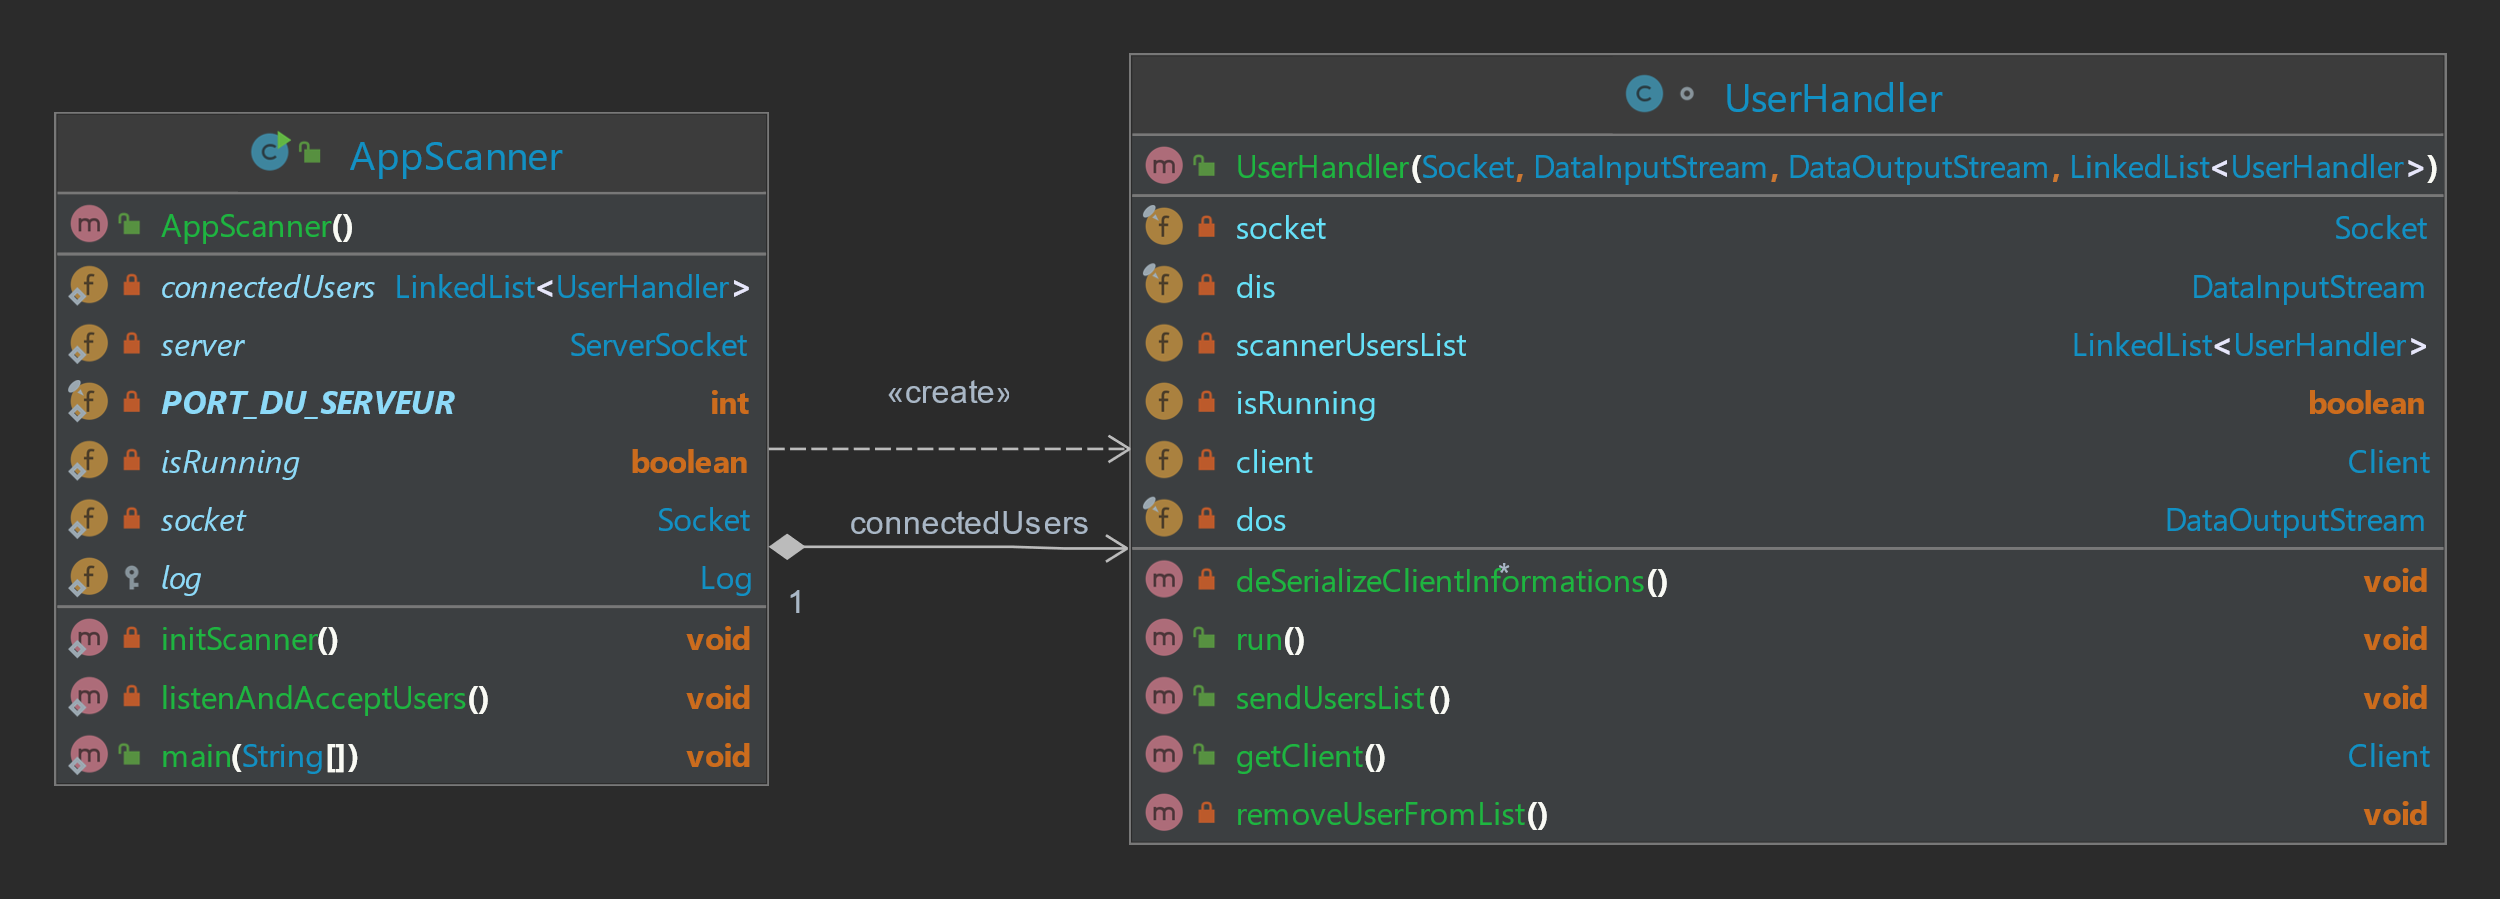 AppScanner
AppScanner()
connectedUsers LinkedList<UserHandler>
server ServerSocket
PORT_DU_SERVEUR int
isRunning boolean
socket Socket
log Log
initScanner() void
listenAndAcceptUsers() void
main(String[]) void
«create»
connectedUsers
1
*
UserHandler
UserHandler(Socket, DataInputStream, DataOutputStream, LinkedList<UserHandler>)
socket Socket
dis DataInputStream
scannerUsersList LinkedList<UserHandler>
isRunning boolean
client Client
dos DataOutputStream
deSerializeClientInformations() void
run() void
sendUsersList() void
getClient() Client
removeUserFromList() void